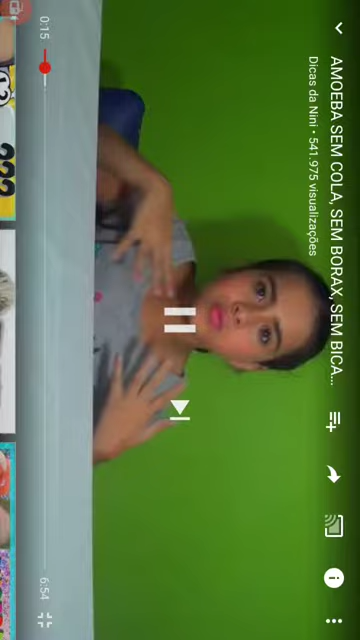 AMOEBA SEM COLA, SEM BORAX, SEM BICA...
Dicas da Nini • 541.975 visualizações
0:15
6:54